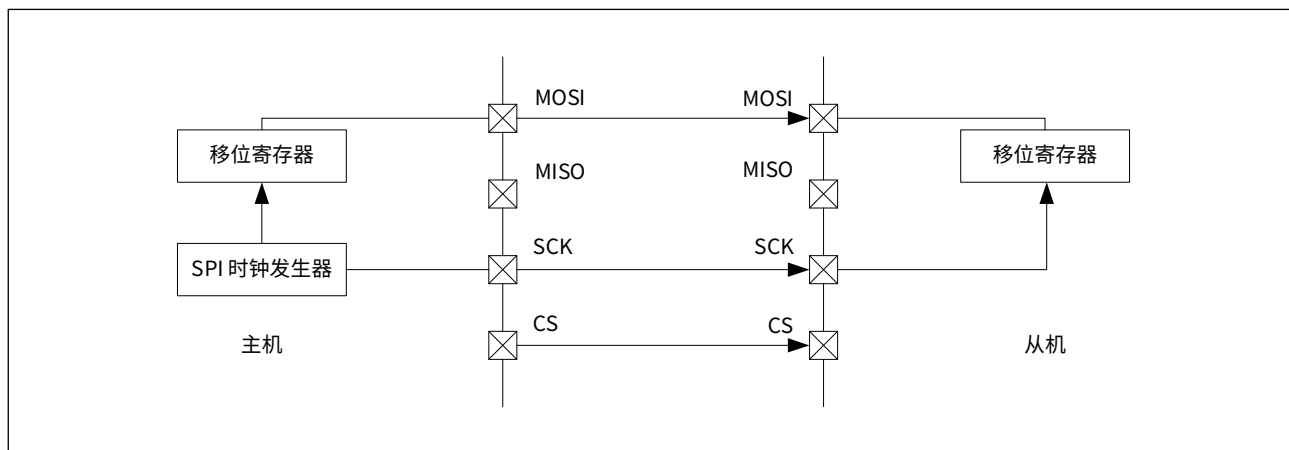 MOSI MOSI
移位寄存器 移位寄存器
MISO MISO
SCK SCK
SPI 时钟发生器
CS CS
主机 从机